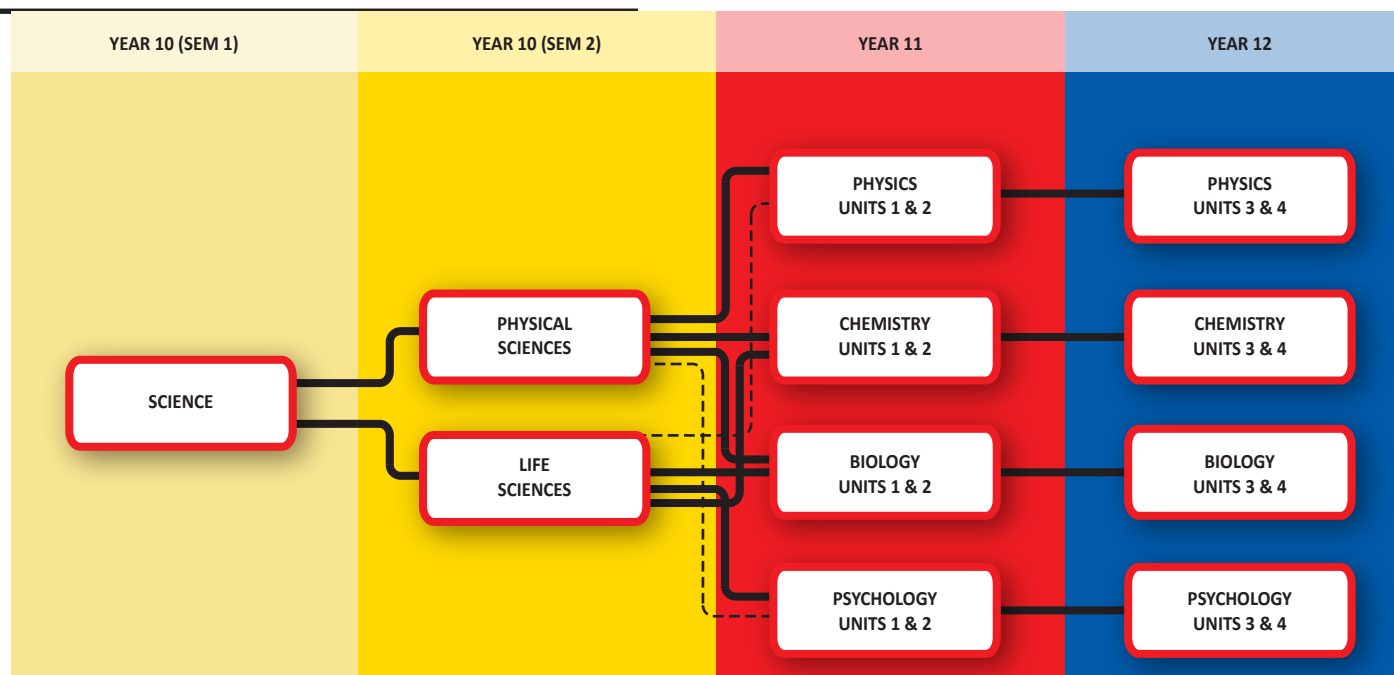 YEAR 10 (SEM 1)
YEAR 10 (SEM 2)
YEAR 11
YEAR 12
SCIENCE
PHYSICAL
SCIENCES
LIFE
SCIENCES
PHYSICS
UNITS 1 & 2
CHEMISTRY
UNITS 1 & 2
BIOLOGY
UNITS 1 & 2
PSYCHOLOGY
UNITS 1 & 2
PHYSICS
UNITS 3 & 4
CHEMISTRY
UNITS 3 & 4
BIOLOGY
UNITS 3 & 4
PSYCHOLOGY
UNITS 3 & 4